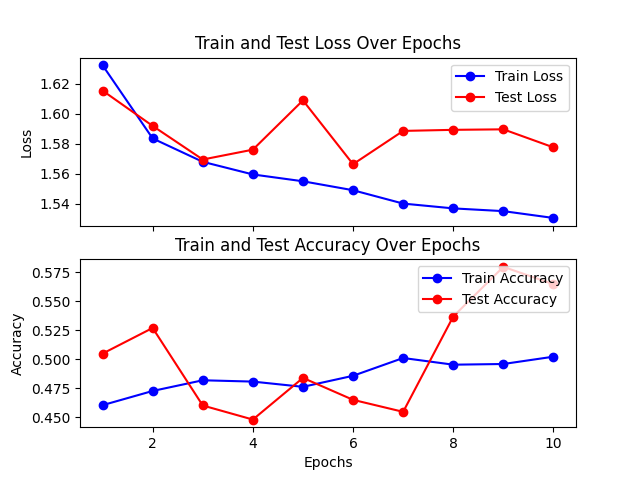 Train and Test Loss Over Epochs
1.62
1.60
1.58
1.56
1.54
Loss
Train Loss
Test Loss
Train and Test Accuracy Over Epochs
0.575
0.550
0.525
0.500
0.475
0.450
Accuracy
Train Accuracy
Test Accuracy
2 4 6 8 10
Epochs